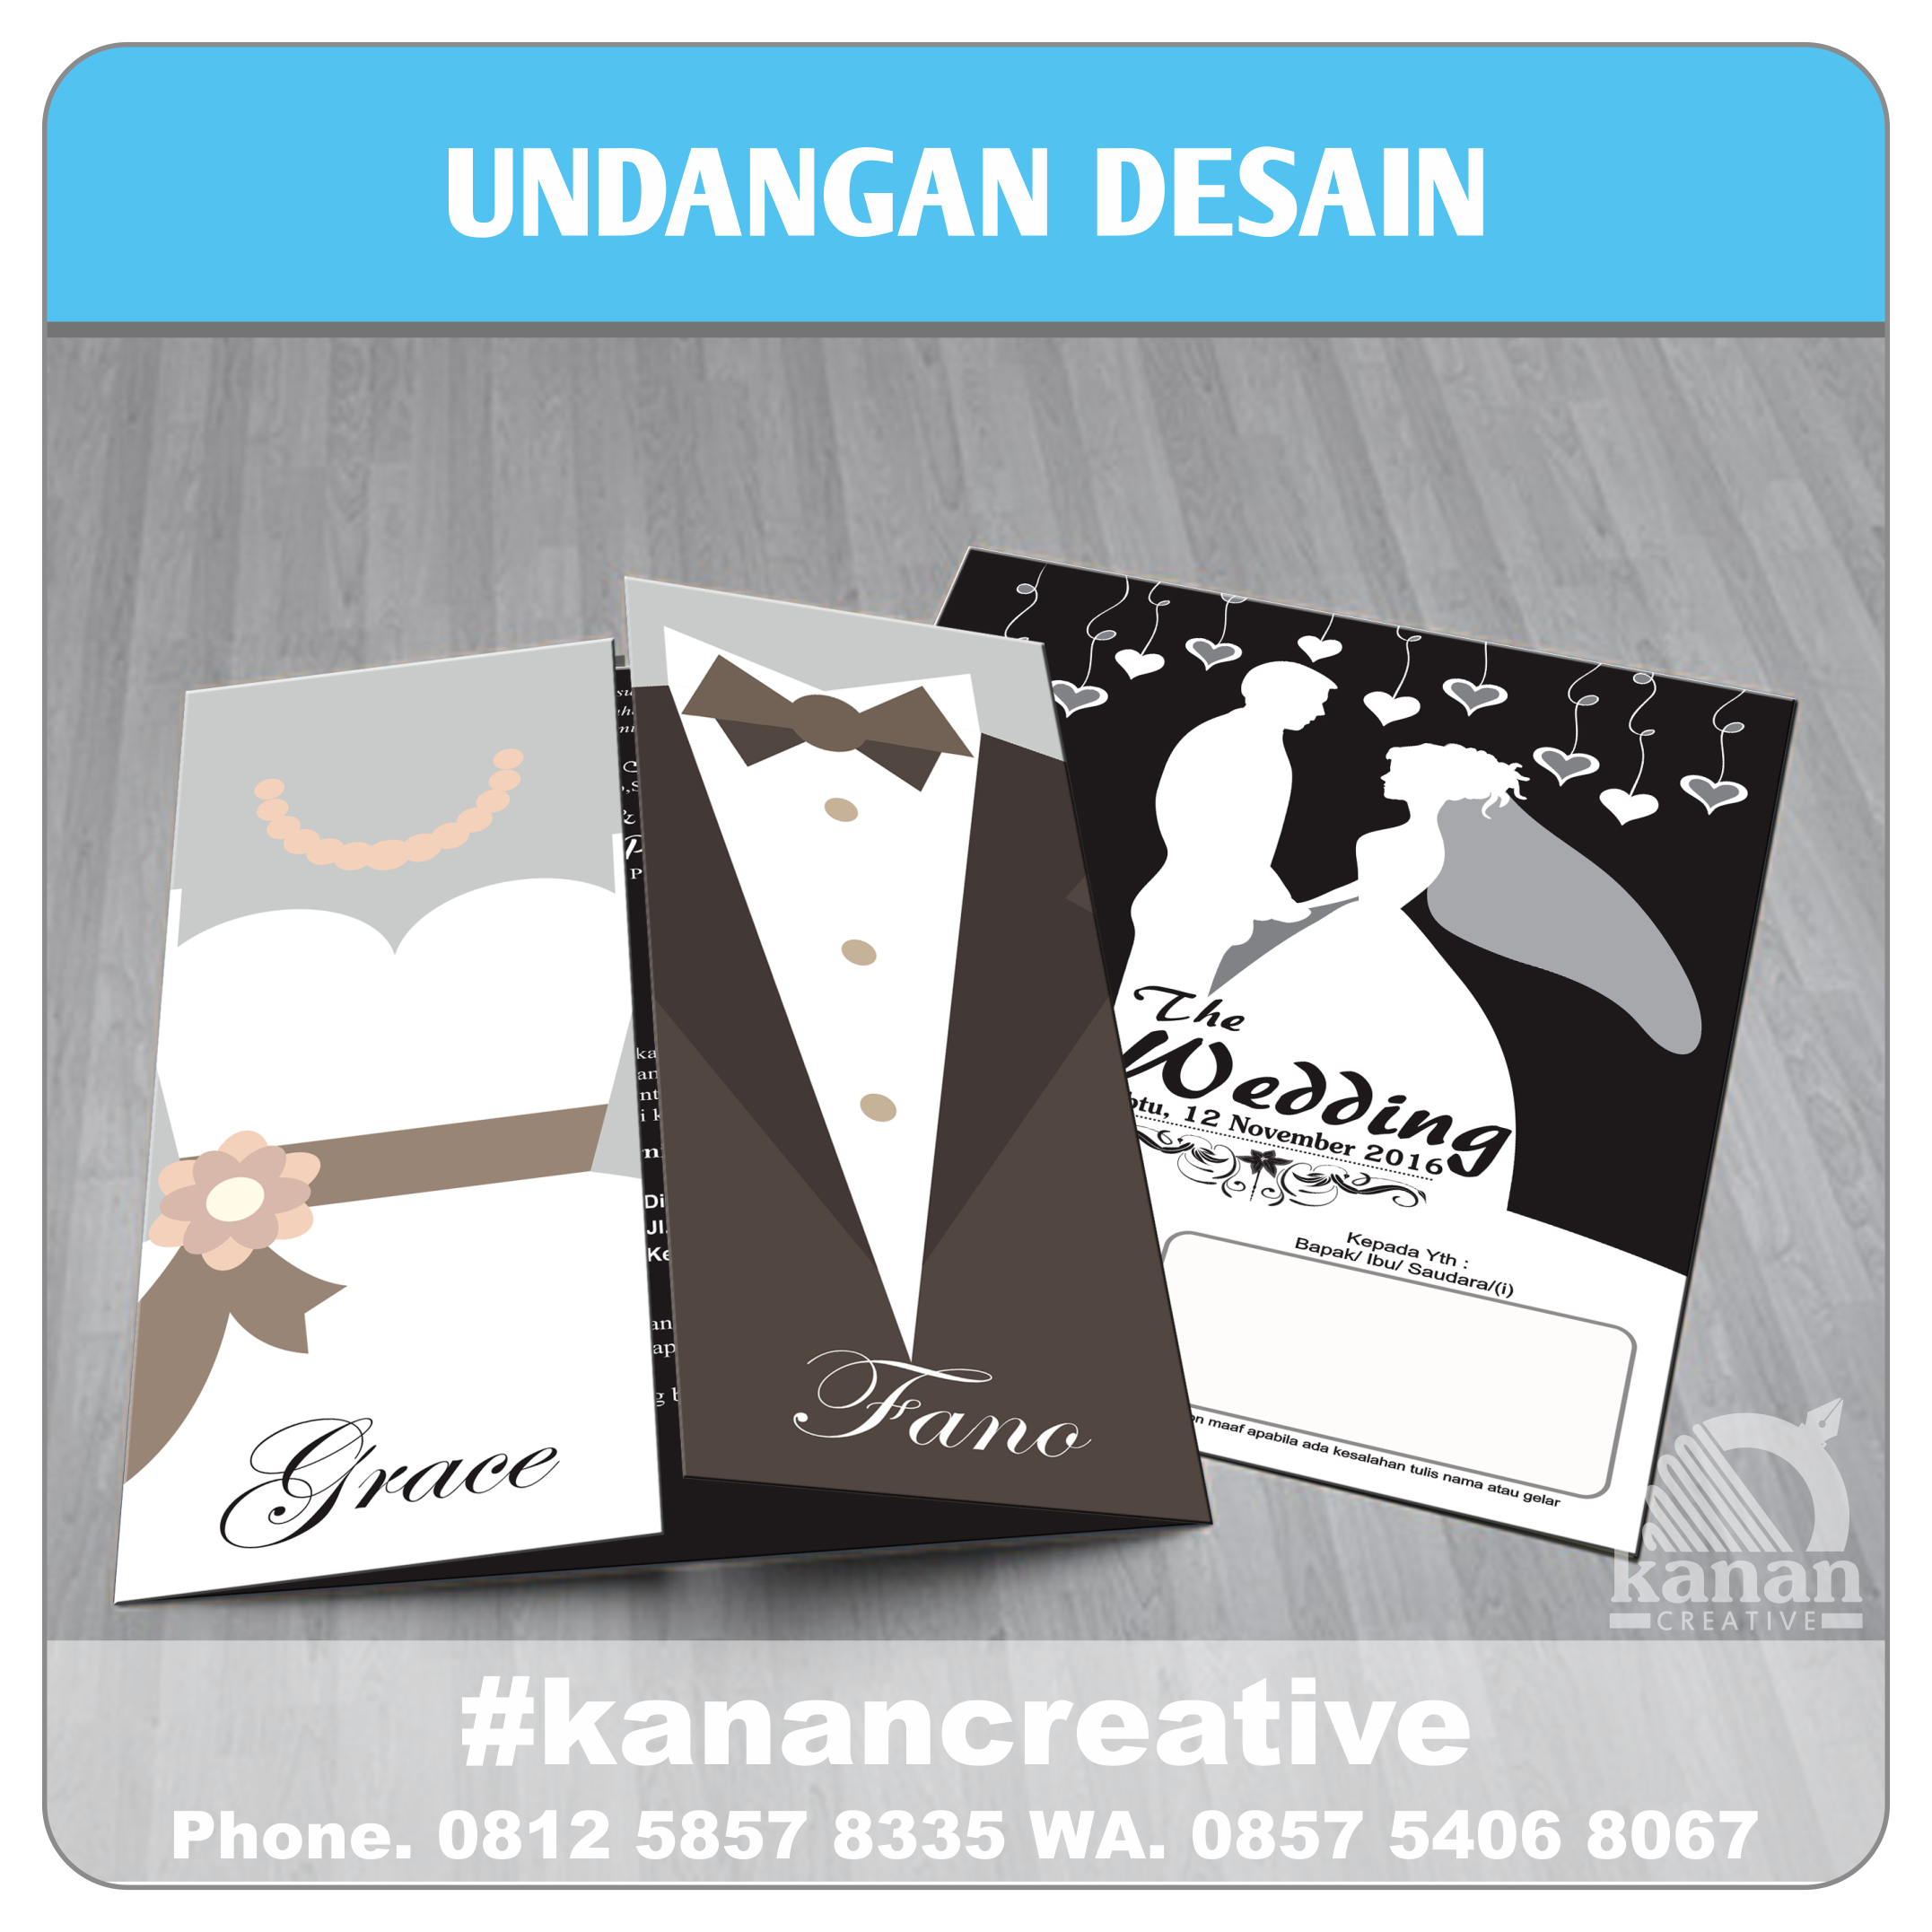 UNDANGAN DESAIN
Grace
Fano
The
Wedding
12 November 2016
Kepada Yth :
Bapak/ Ibu/ Saudara/(i)
maaf apabila ada kesalahan tulis nama atau gelar
kanan
CREATIVE
#kanancreative
Phone. 0812 5857 8335 WA. 0857 5406 8067